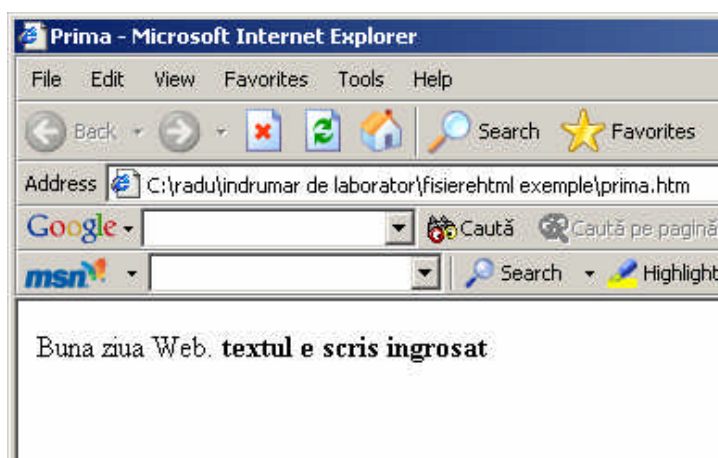 Prima - Microsoft Internet Explorer
File Edit View Favorites Tools Help
Back Search Favorites
Address C:\radu\indrumar de laborator\fisierehtml exemple\prima.htm
Google Caută Caută pe pagină
msn Search Highlight
Buna ziua Web. textul e scris ingrosat